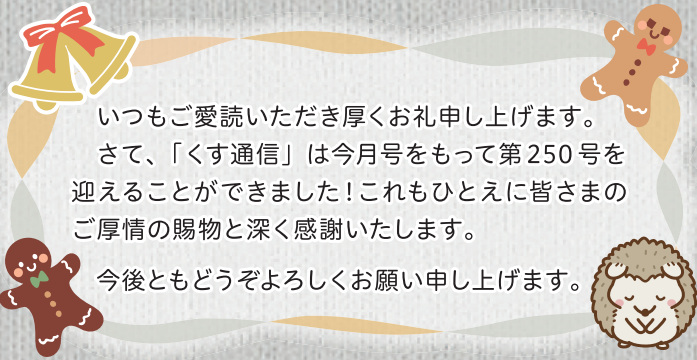 いつもご愛読いただき厚くお礼申し上げます。
さて、「くす通信」は今月号をもって第250号を
迎えることができました！これもひとえに皆さまの
ご厚情の賜物と深く感謝いたします。
今後ともどうぞよろしくお願い申し上げます。